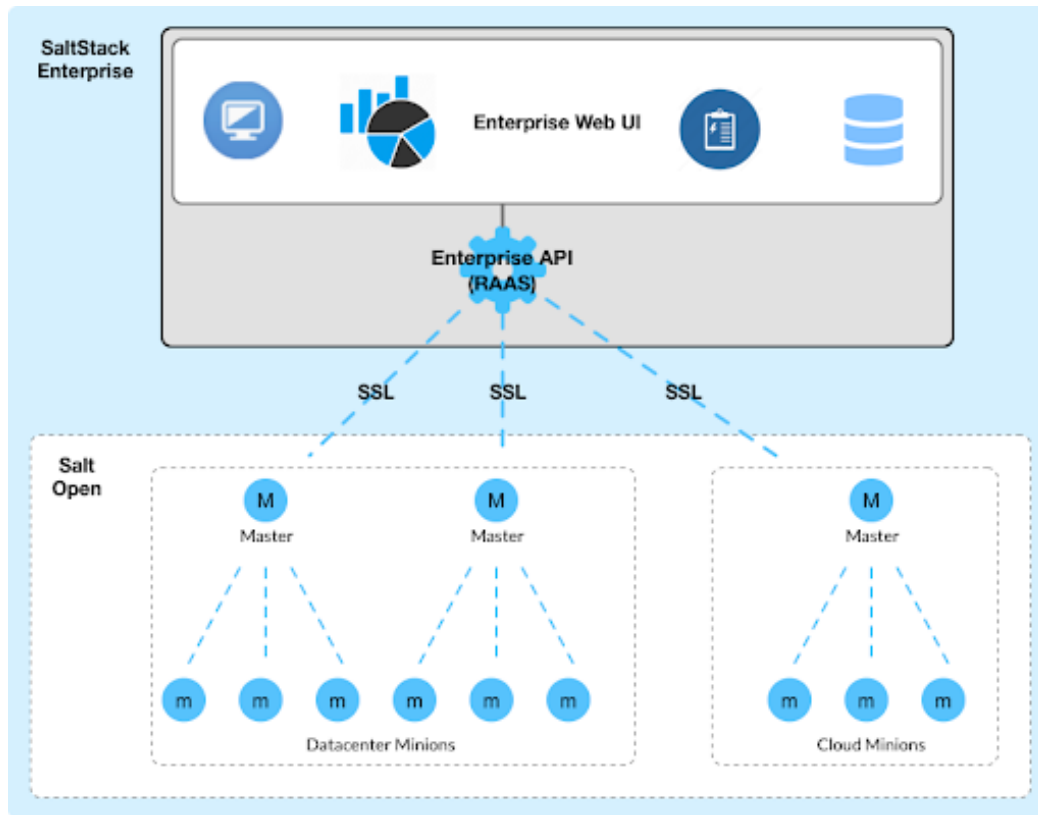 SaltStack
Enterprise
Enterprise Web UI
Enterprise API
(RAAS)
SSL SSL SSL
Salt
Open
M M M
Master Master Master
m m m m m m m m m
Datacenter Minions Cloud Minions